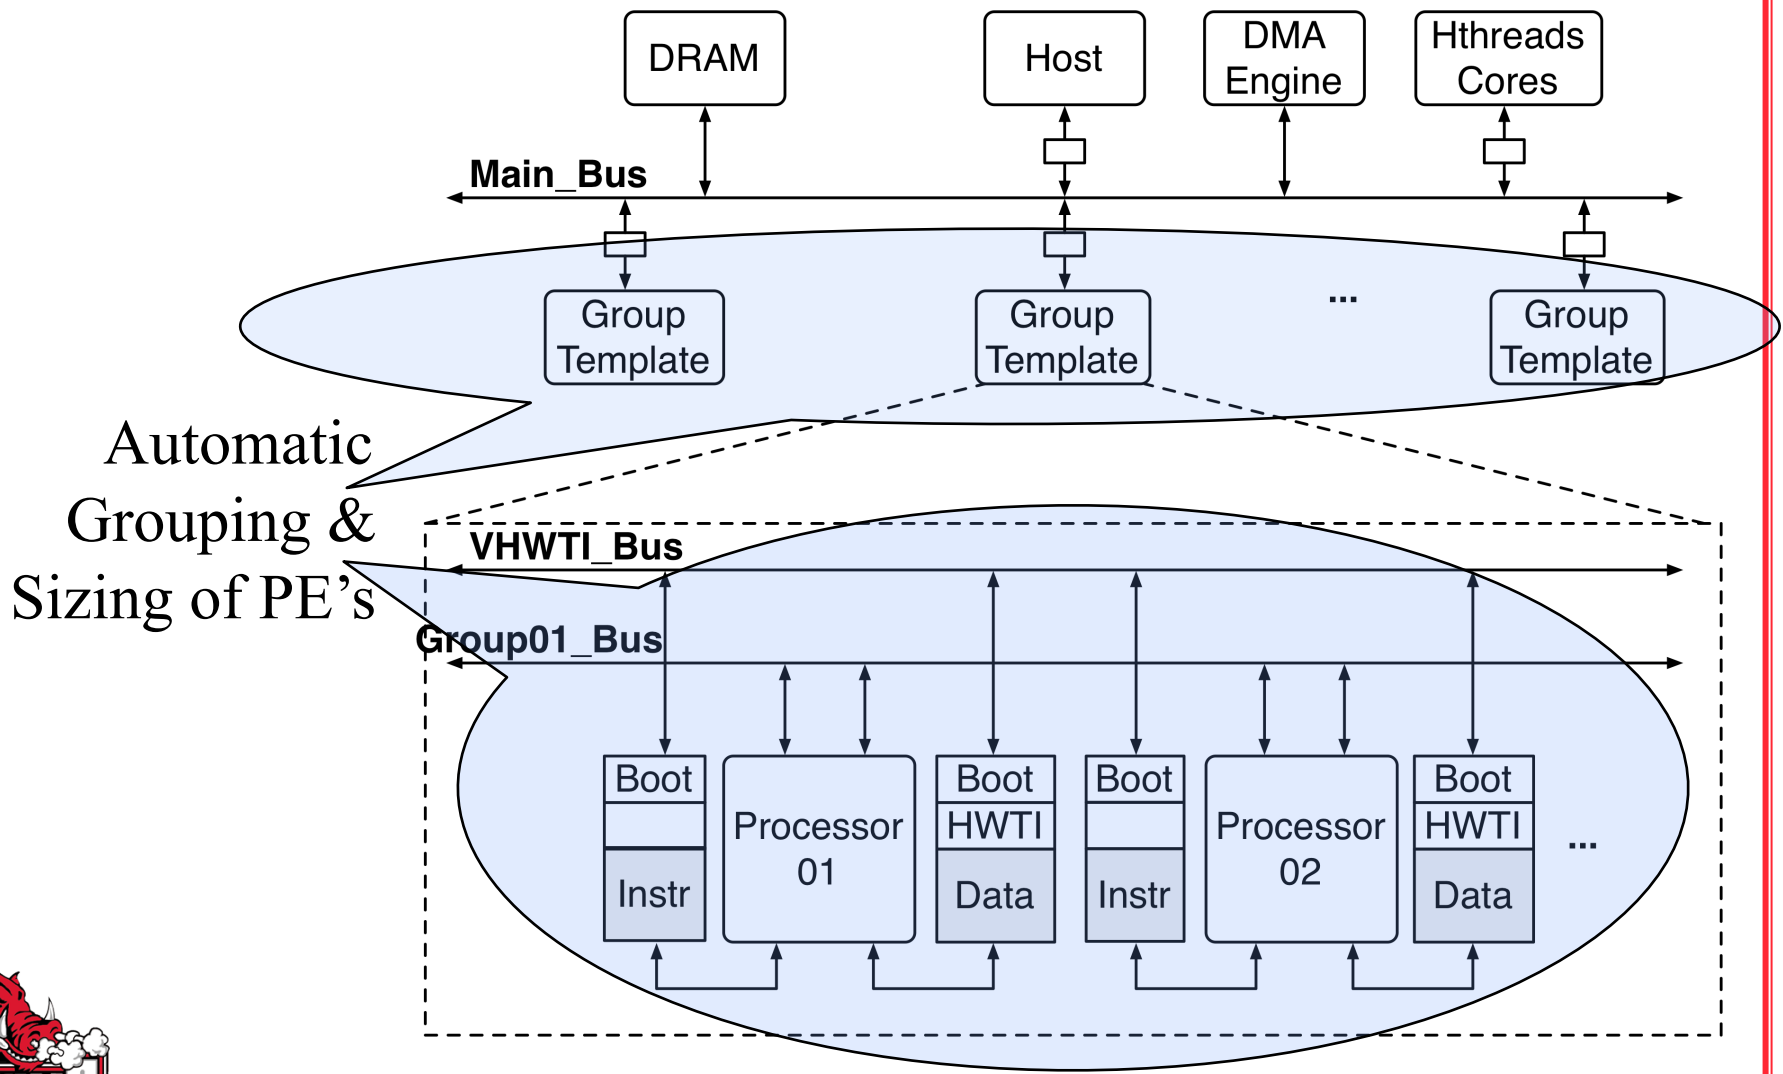 DRAM
Host
DMA
Engine
Hthreads
Cores
Main_Bus
Group
Template
Group
Template
...
Group
Template
Automatic
Grouping &
Sizing of PE’s
VHWTI_Bus
Group01_Bus
Boot
Instr
Processor
01
Boot
HWTI
Data
Boot
Instr
Processor
02
Boot
HWTI
Data
...